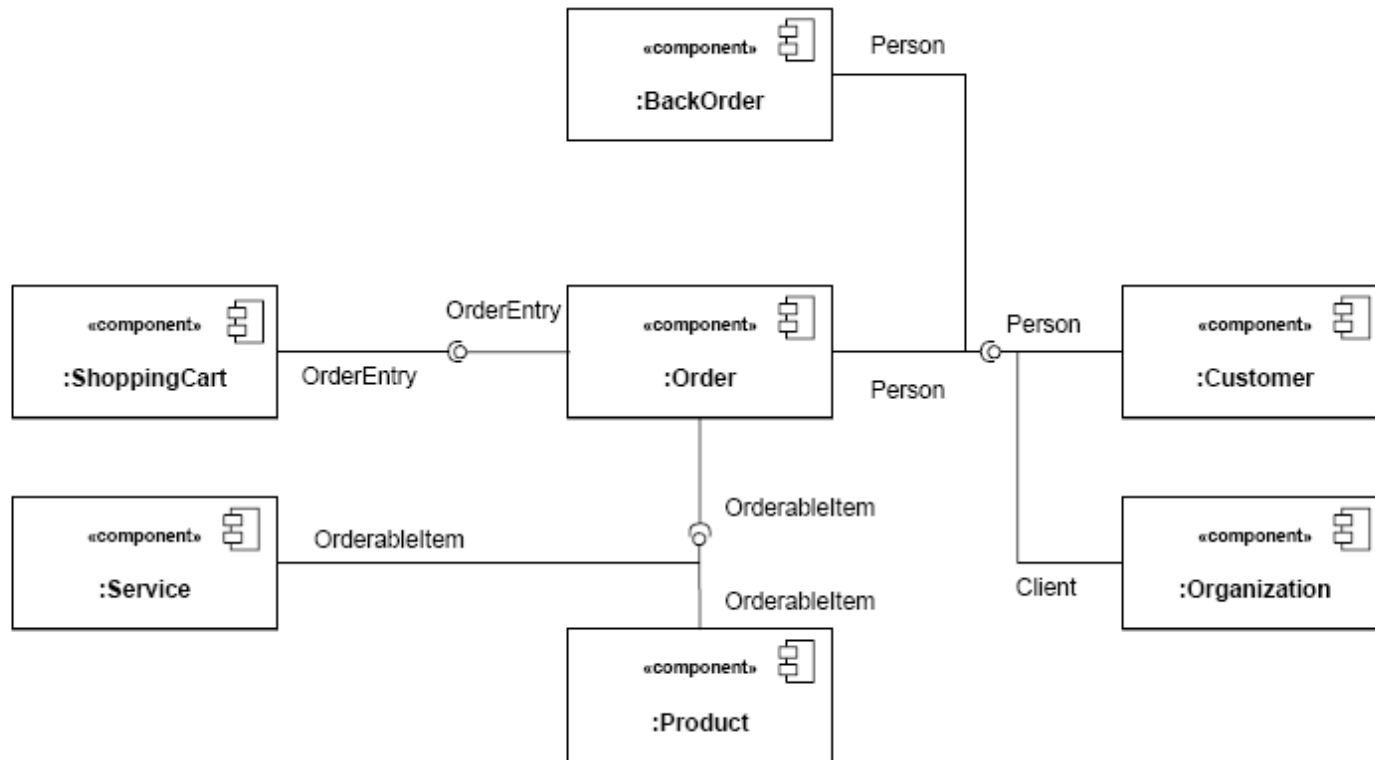 «component»
Person
:BackOrder
«component»
OrderEntry
«component»
Person
«component»
:ShoppingCart
OrderEntry
:Order
Person
:Customer
«component»
OrderableItem
OrderableItem
«component»
:Service
OrderableItem
Client
:Organization
«component»
:Product